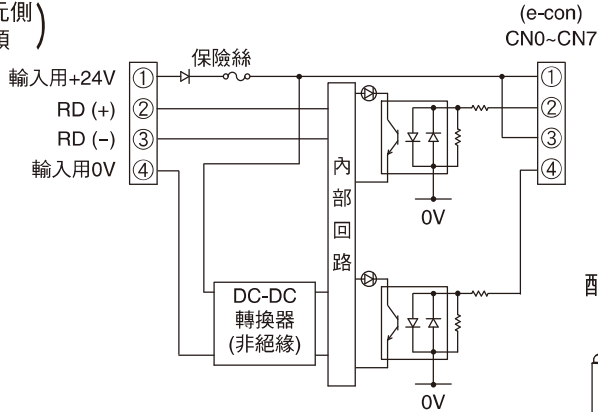 元側
(e-con)
CN0~CN7
保險絲
輸入用+24V
①
①
RD (+)
②
②
RD (−)
③
③
輸入用0V
④
④
內部回路
0V
DC-DC
轉換器
(非絕緣)
0V